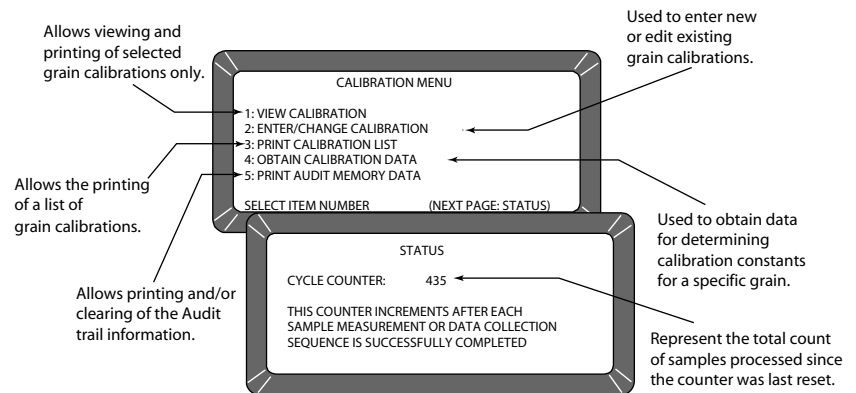 Allows viewing and
printing of selected
grain calibrations only.
Used to enter new
or edit existing
grain calibrations.
CALIBRATION MENU
1: VIEW CALIBRATION
2: ENTER/CHANGE CALIBRATION
3: PRINT CALIBRATION LIST
4: OBTAIN CALIBRATION DATA
5: PRINT AUDIT MEMORY DATA
SELECT ITEM NUMBER (NEXT PAGE: STATUS)
Allows the printing
of a list of
grain calibrations.
Used to obtain data
for determining
calibration constants
for a specific grain.
STATUS
CYCLE COUNTER: 435
THIS COUNTER INCREMENTS AFTER EACH
SAMPLE MEASUREMENT OR DATA COLLECTION
SEQUENCE IS SUCCESSFULLY COMPLETED
Allows printing and/or
clearing of the Audit
trail information.
Represent the total count
of samples processed since
the counter was last reset.